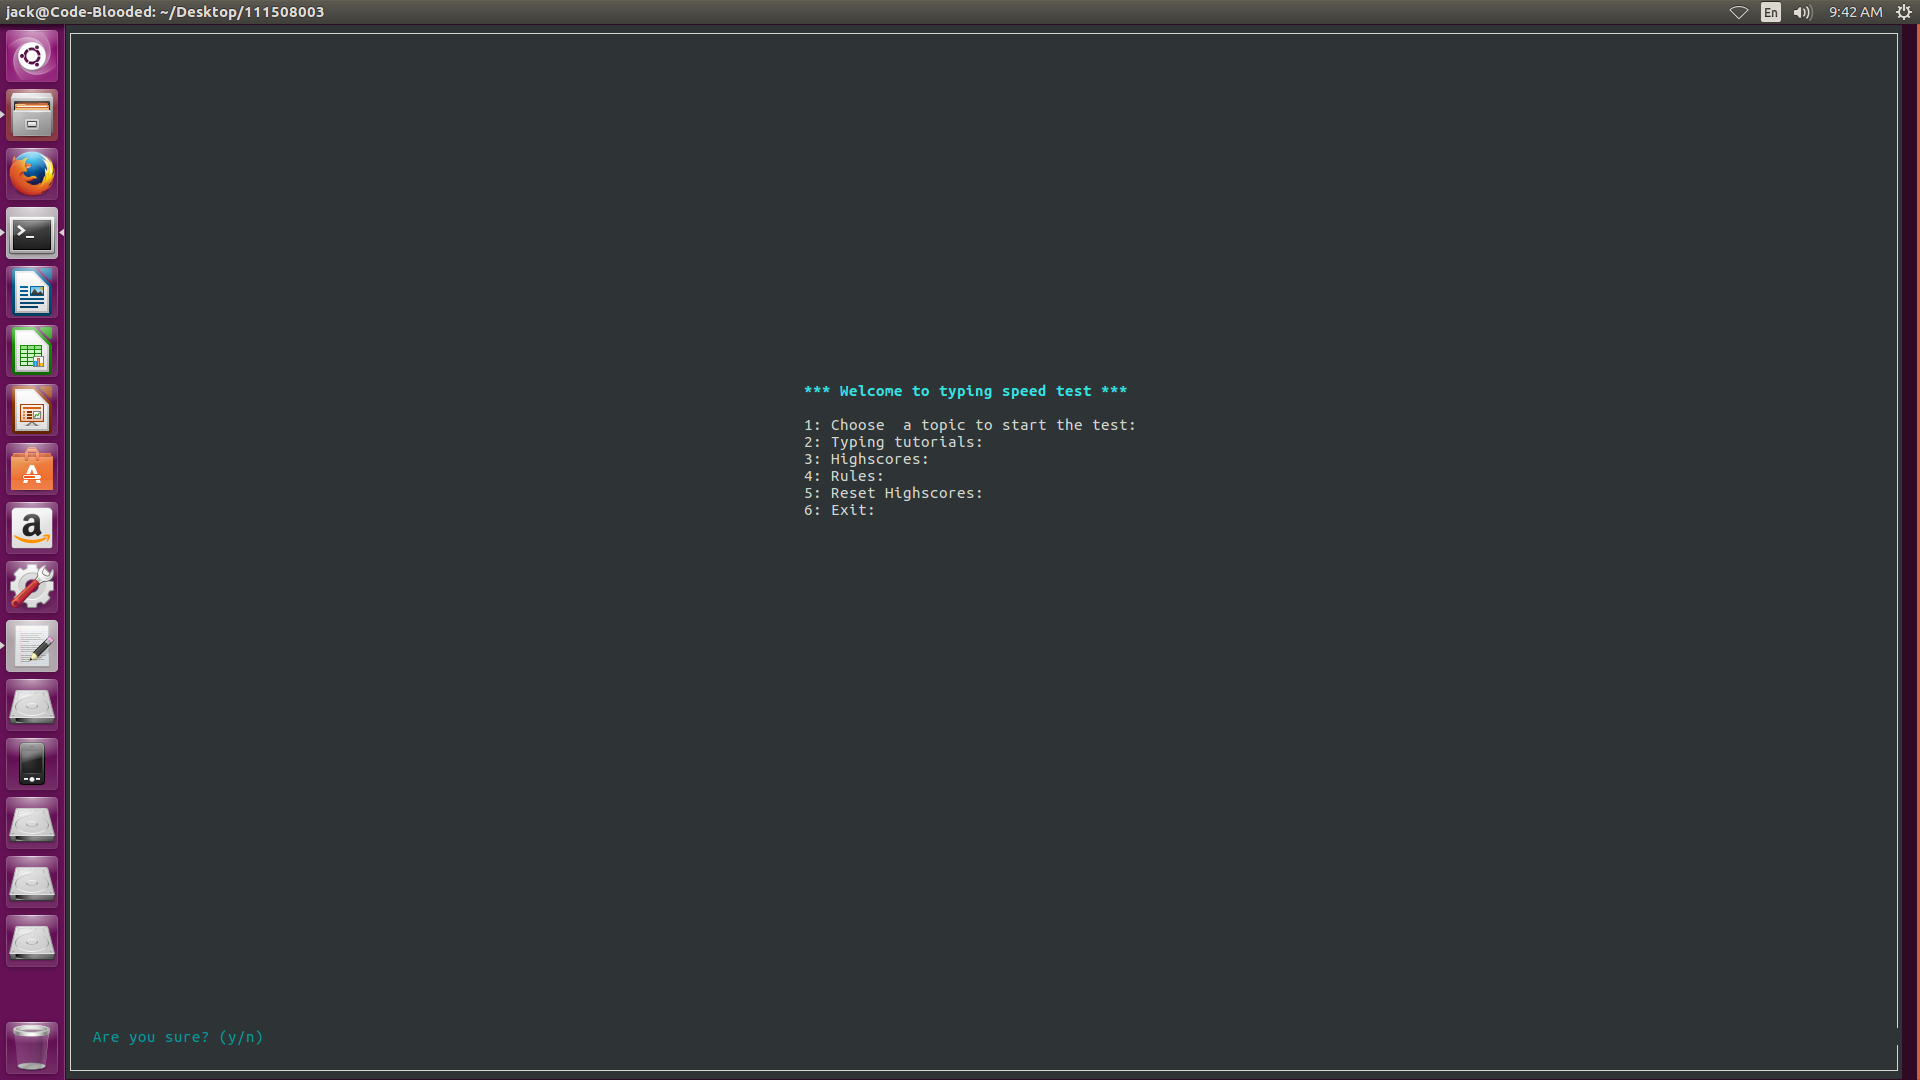 jack@Code-Blooded: ~/Desktop/111508003
En
9:42 AM
*** Welcome to typing speed test ***
1: Choose  a topic to start the test:
2: Typing tutorials:
3: Highscores:
4: Rules:
5: Reset Highscores:
6: Exit:
Are you sure? (y/n)